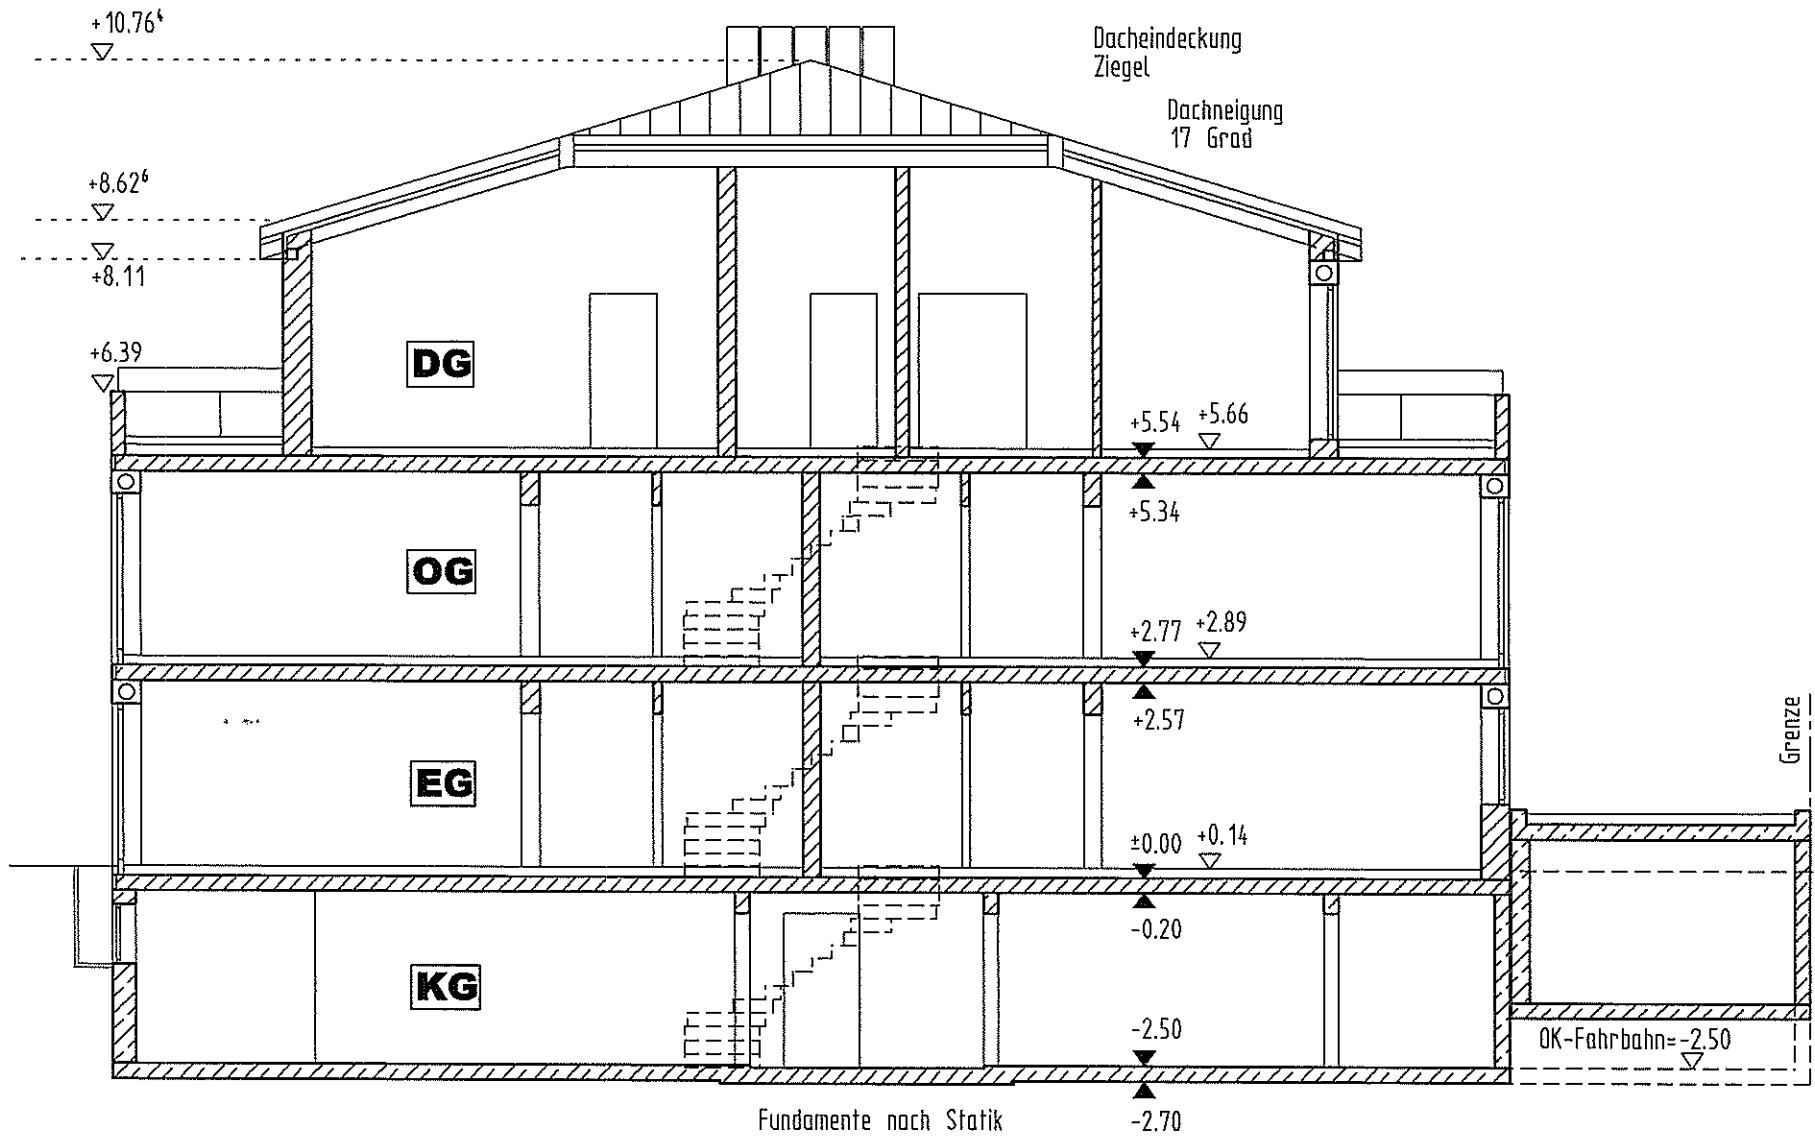 +10.76⁴
Dacheindeckung
Ziegel
Dachneigung
17 Grad
+8.62⁶
+8.11
+6.39
DG
+5.54 +5.66
+5.34
OG
+2.77 +2.89
+2.57
Grenze
EG
±0.00 +0.14
-0.20
KG
-2.50
OK-Fahrbahn=-2.50
Fundamente nach Statik
-2.70